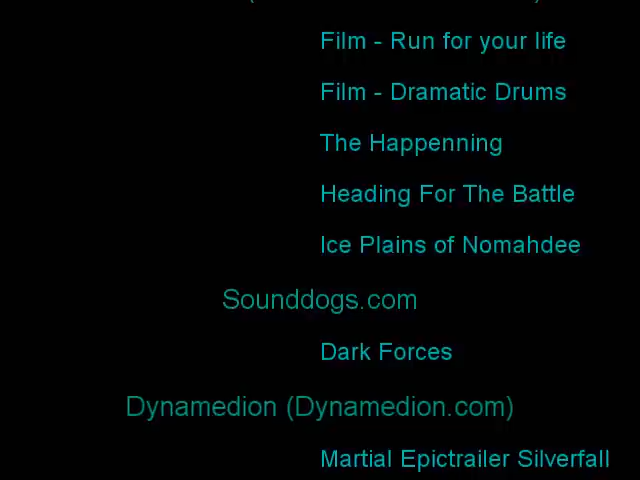 Film - Run for your life
Film - Dramatic Drums
The Happenning
Heading For The Battle
Ice Plains of Nomahdee
Sounddogs.com
Dark Forces
Dynamedion (Dynamedion.com)
Martial Epictrailer Silverfall